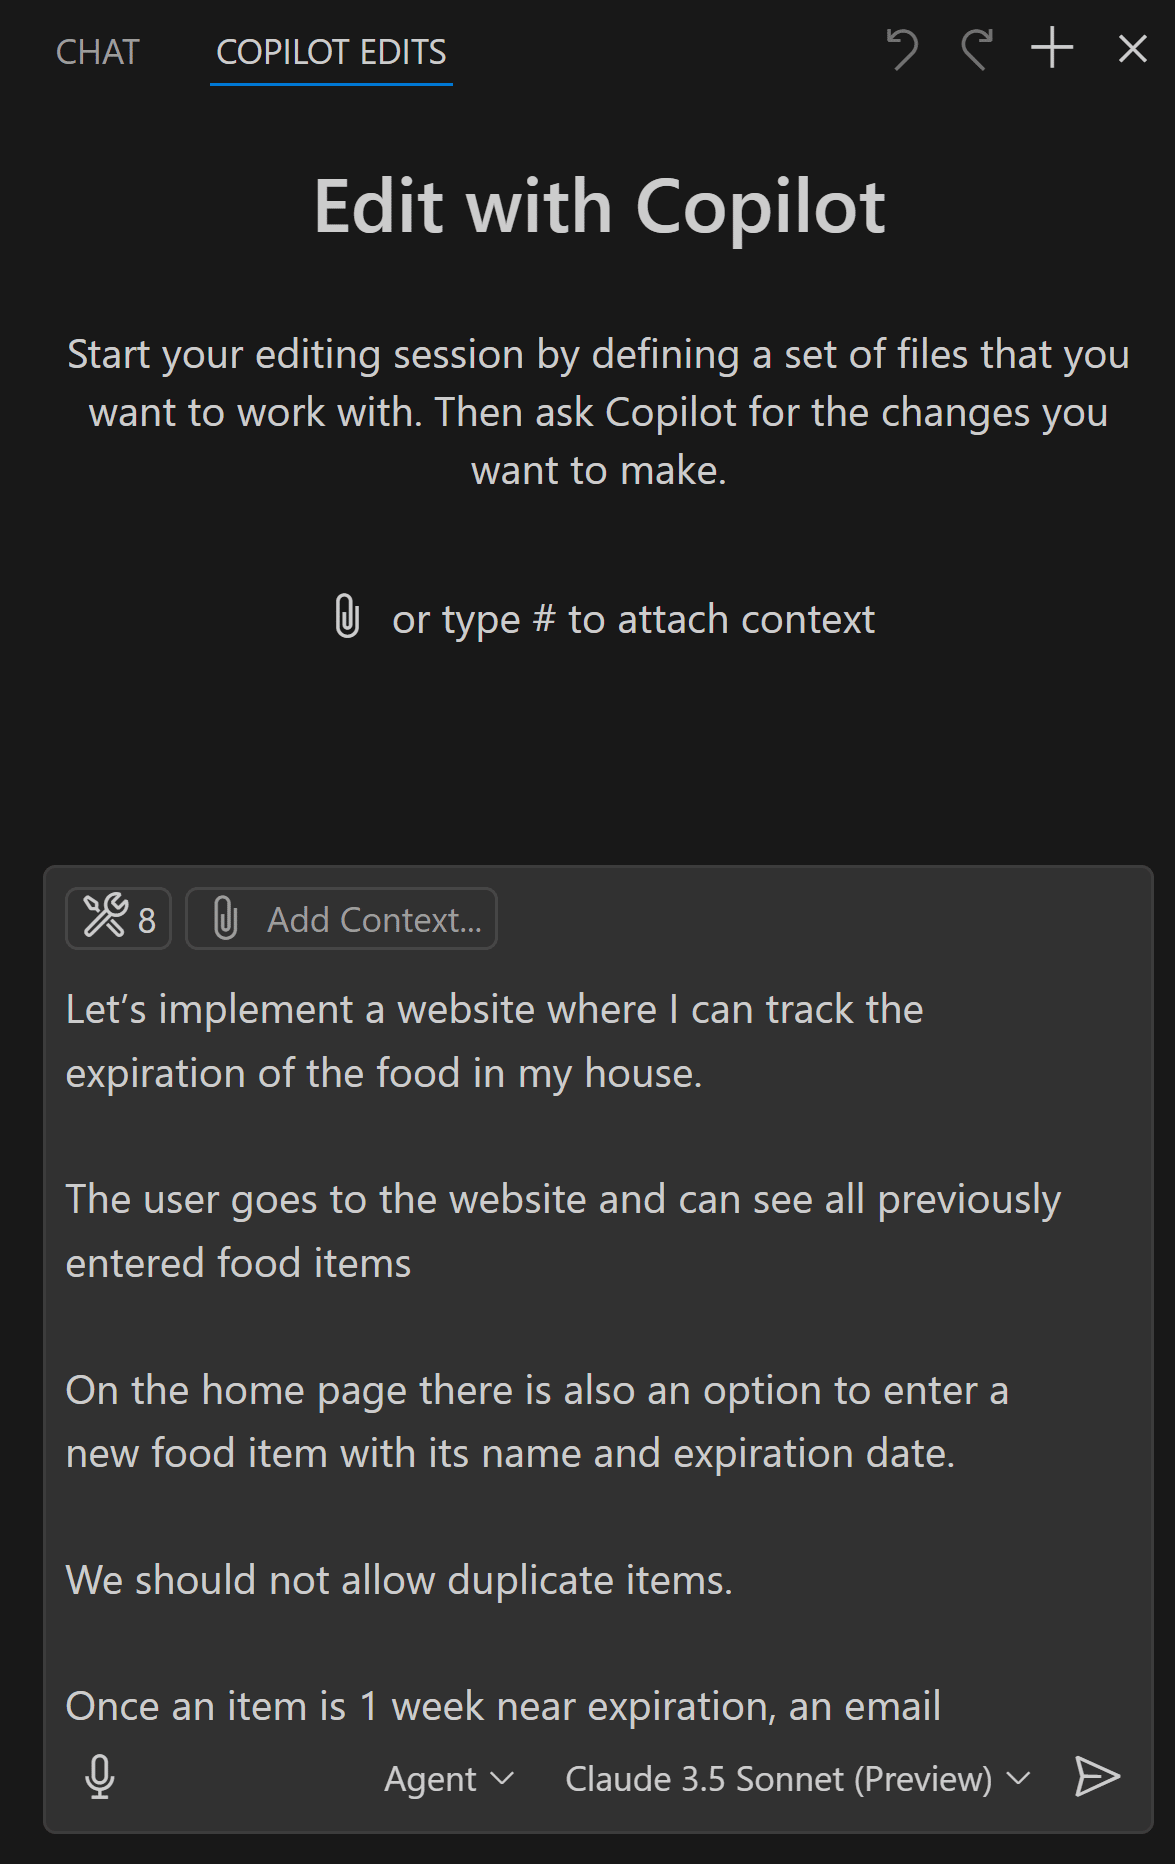 CHAT COPILOT EDITS
Edit with Copilot
Start your editing session by defining a set of files that you
want to work with. Then ask Copilot for the changes you
want to make.
or type # to attach context
8 Add Context...
Let’s implement a website where I can track the
expiration of the food in my house.
The user goes to the website and can see all previously
entered food items
On the home page there is also an option to enter a
new food item with its name and expiration date.
We should not allow duplicate items.
Once an item is 1 week near expiration, an email
Agent Claude 3.5 Sonnet (Preview)